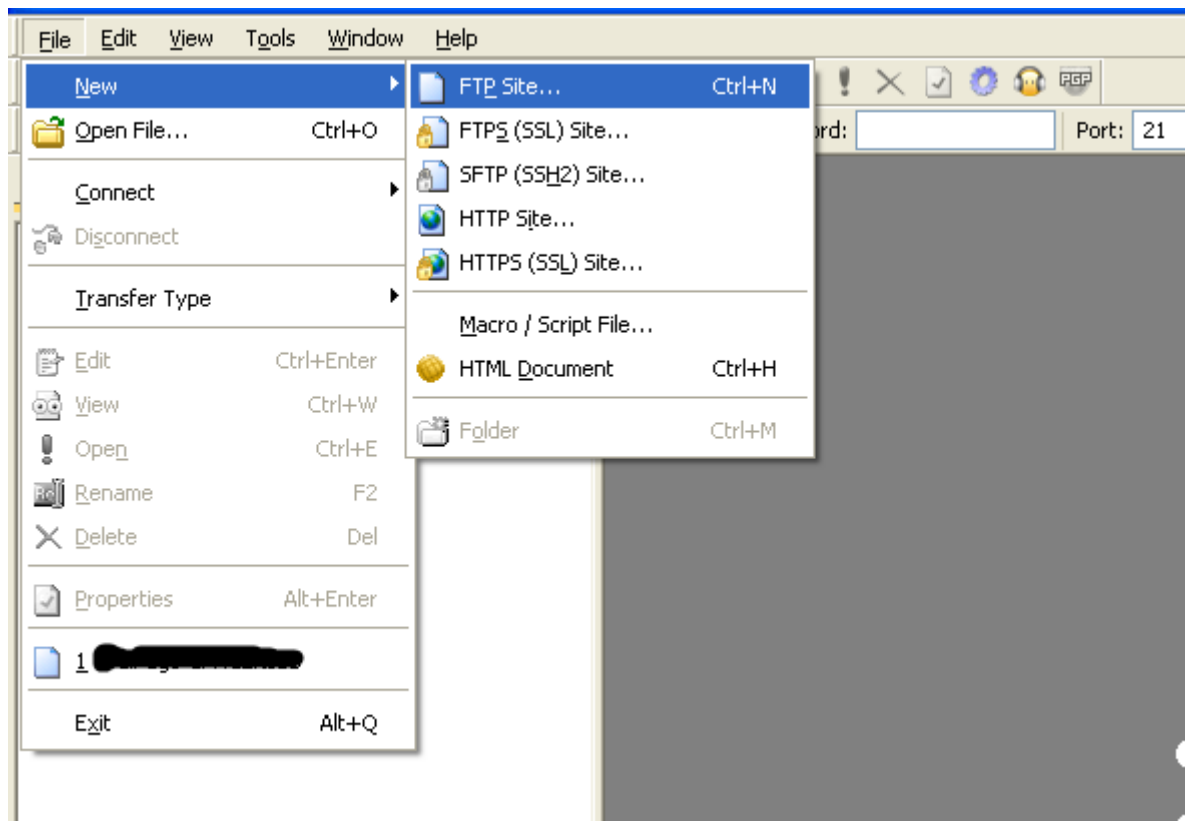 File Edit View Tools Window Help
New
Open File... Ctrl+O
Connect
Disconnect
Transfer Type
Edit Ctrl+Enter
View Ctrl+W
Open Ctrl+E
Rename F2
Delete Del
Properties Alt+Enter
1
Exit Alt+Q
FTP Site... Ctrl+N
FTPS (SSL) Site...
SFTP (SSH2) Site...
HTTP Site...
HTTPS (SSL) Site...
Macro / Script File...
HTML Document Ctrl+H
Folder Ctrl+M
PGP
ord: Port: 21